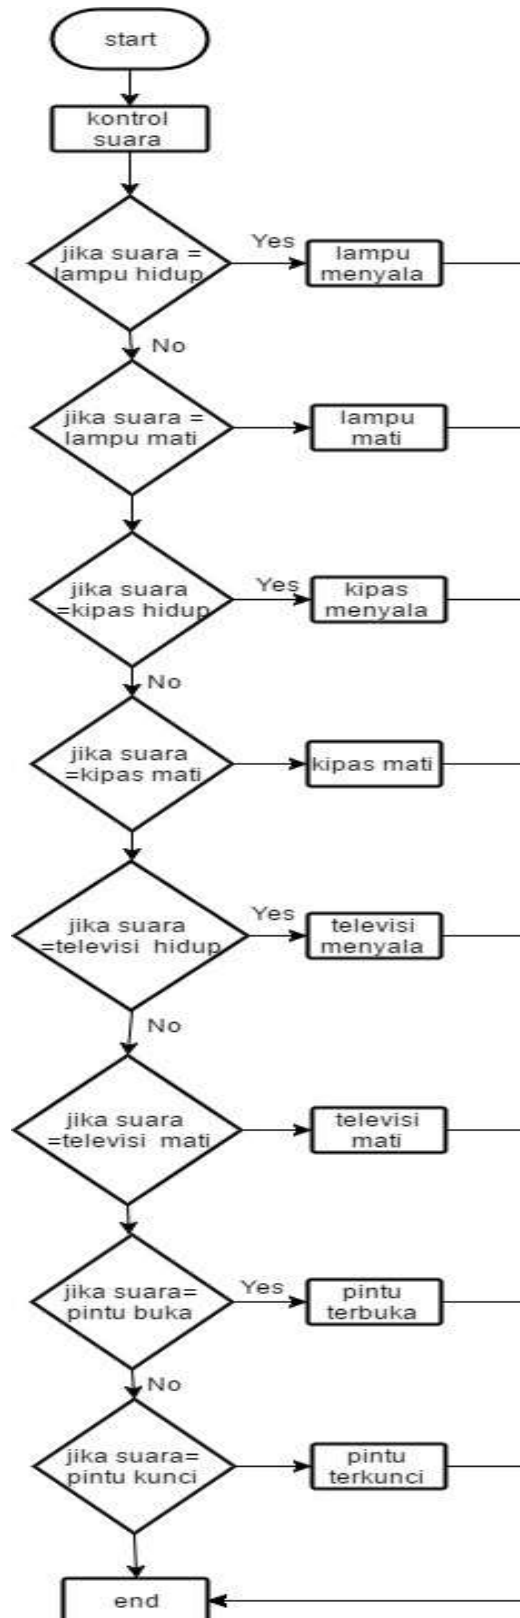 start
kontrol
suara
jika suara =
lampu hidup
Yes
lampu
menyala
No
jika suara =
lampu mati
lampu
mati
jika suara
=kipas hidup
Yes
kipas
menyala
No
jika suara
=kipas mati
kipas mati
jika suara
=televisi hidup
Yes
televisi
menyala
No
jika suara
=televisi mati
televisi
mati
jika suara=
pintu buka
Yes
pintu
terbuka
No
jika suara=
pintu kunci
pintu
terkunci
end